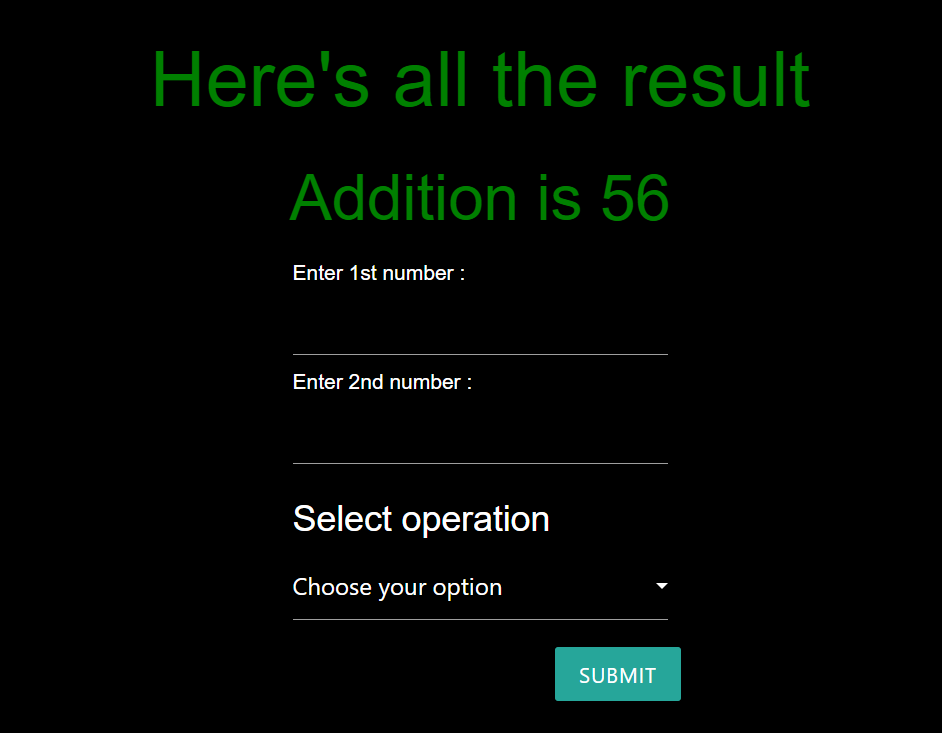 Here's all the result
Addition is 56
Enter 1st number :
Enter 2nd number :
Select operation
Choose your option
SUBMIT